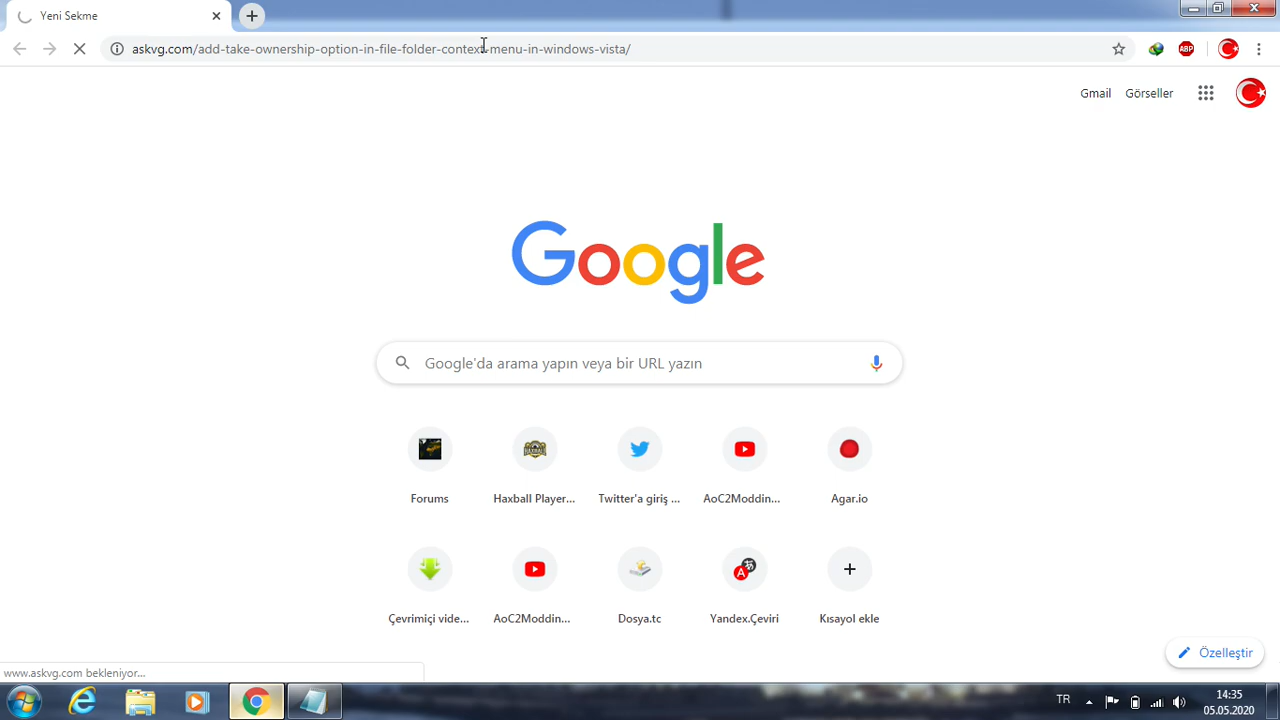 Yeni Sekme
askvg.com/add-take-ownership-option-in-file-folder-context-menu-in-windows-vista/
ABP
Gmail
Görseller
Google
Google'da arama yapın veya bir URL yazın
Forums
Haxball Player...
Twitter'a giriş ...
AoC2Moddin...
Agar.io
Çevrimiçi vide...
AoC2Moddin...
Dosya.tc
Yandex.Çeviri
Kısayol ekle
Özelleştir
www.askvg.com bekleniyor...
TR
14:35
05.05.2020